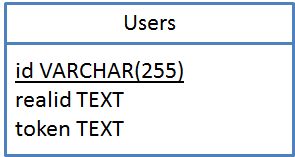 Users
id VARCHAR(255)
realid TEXT
token TEXT